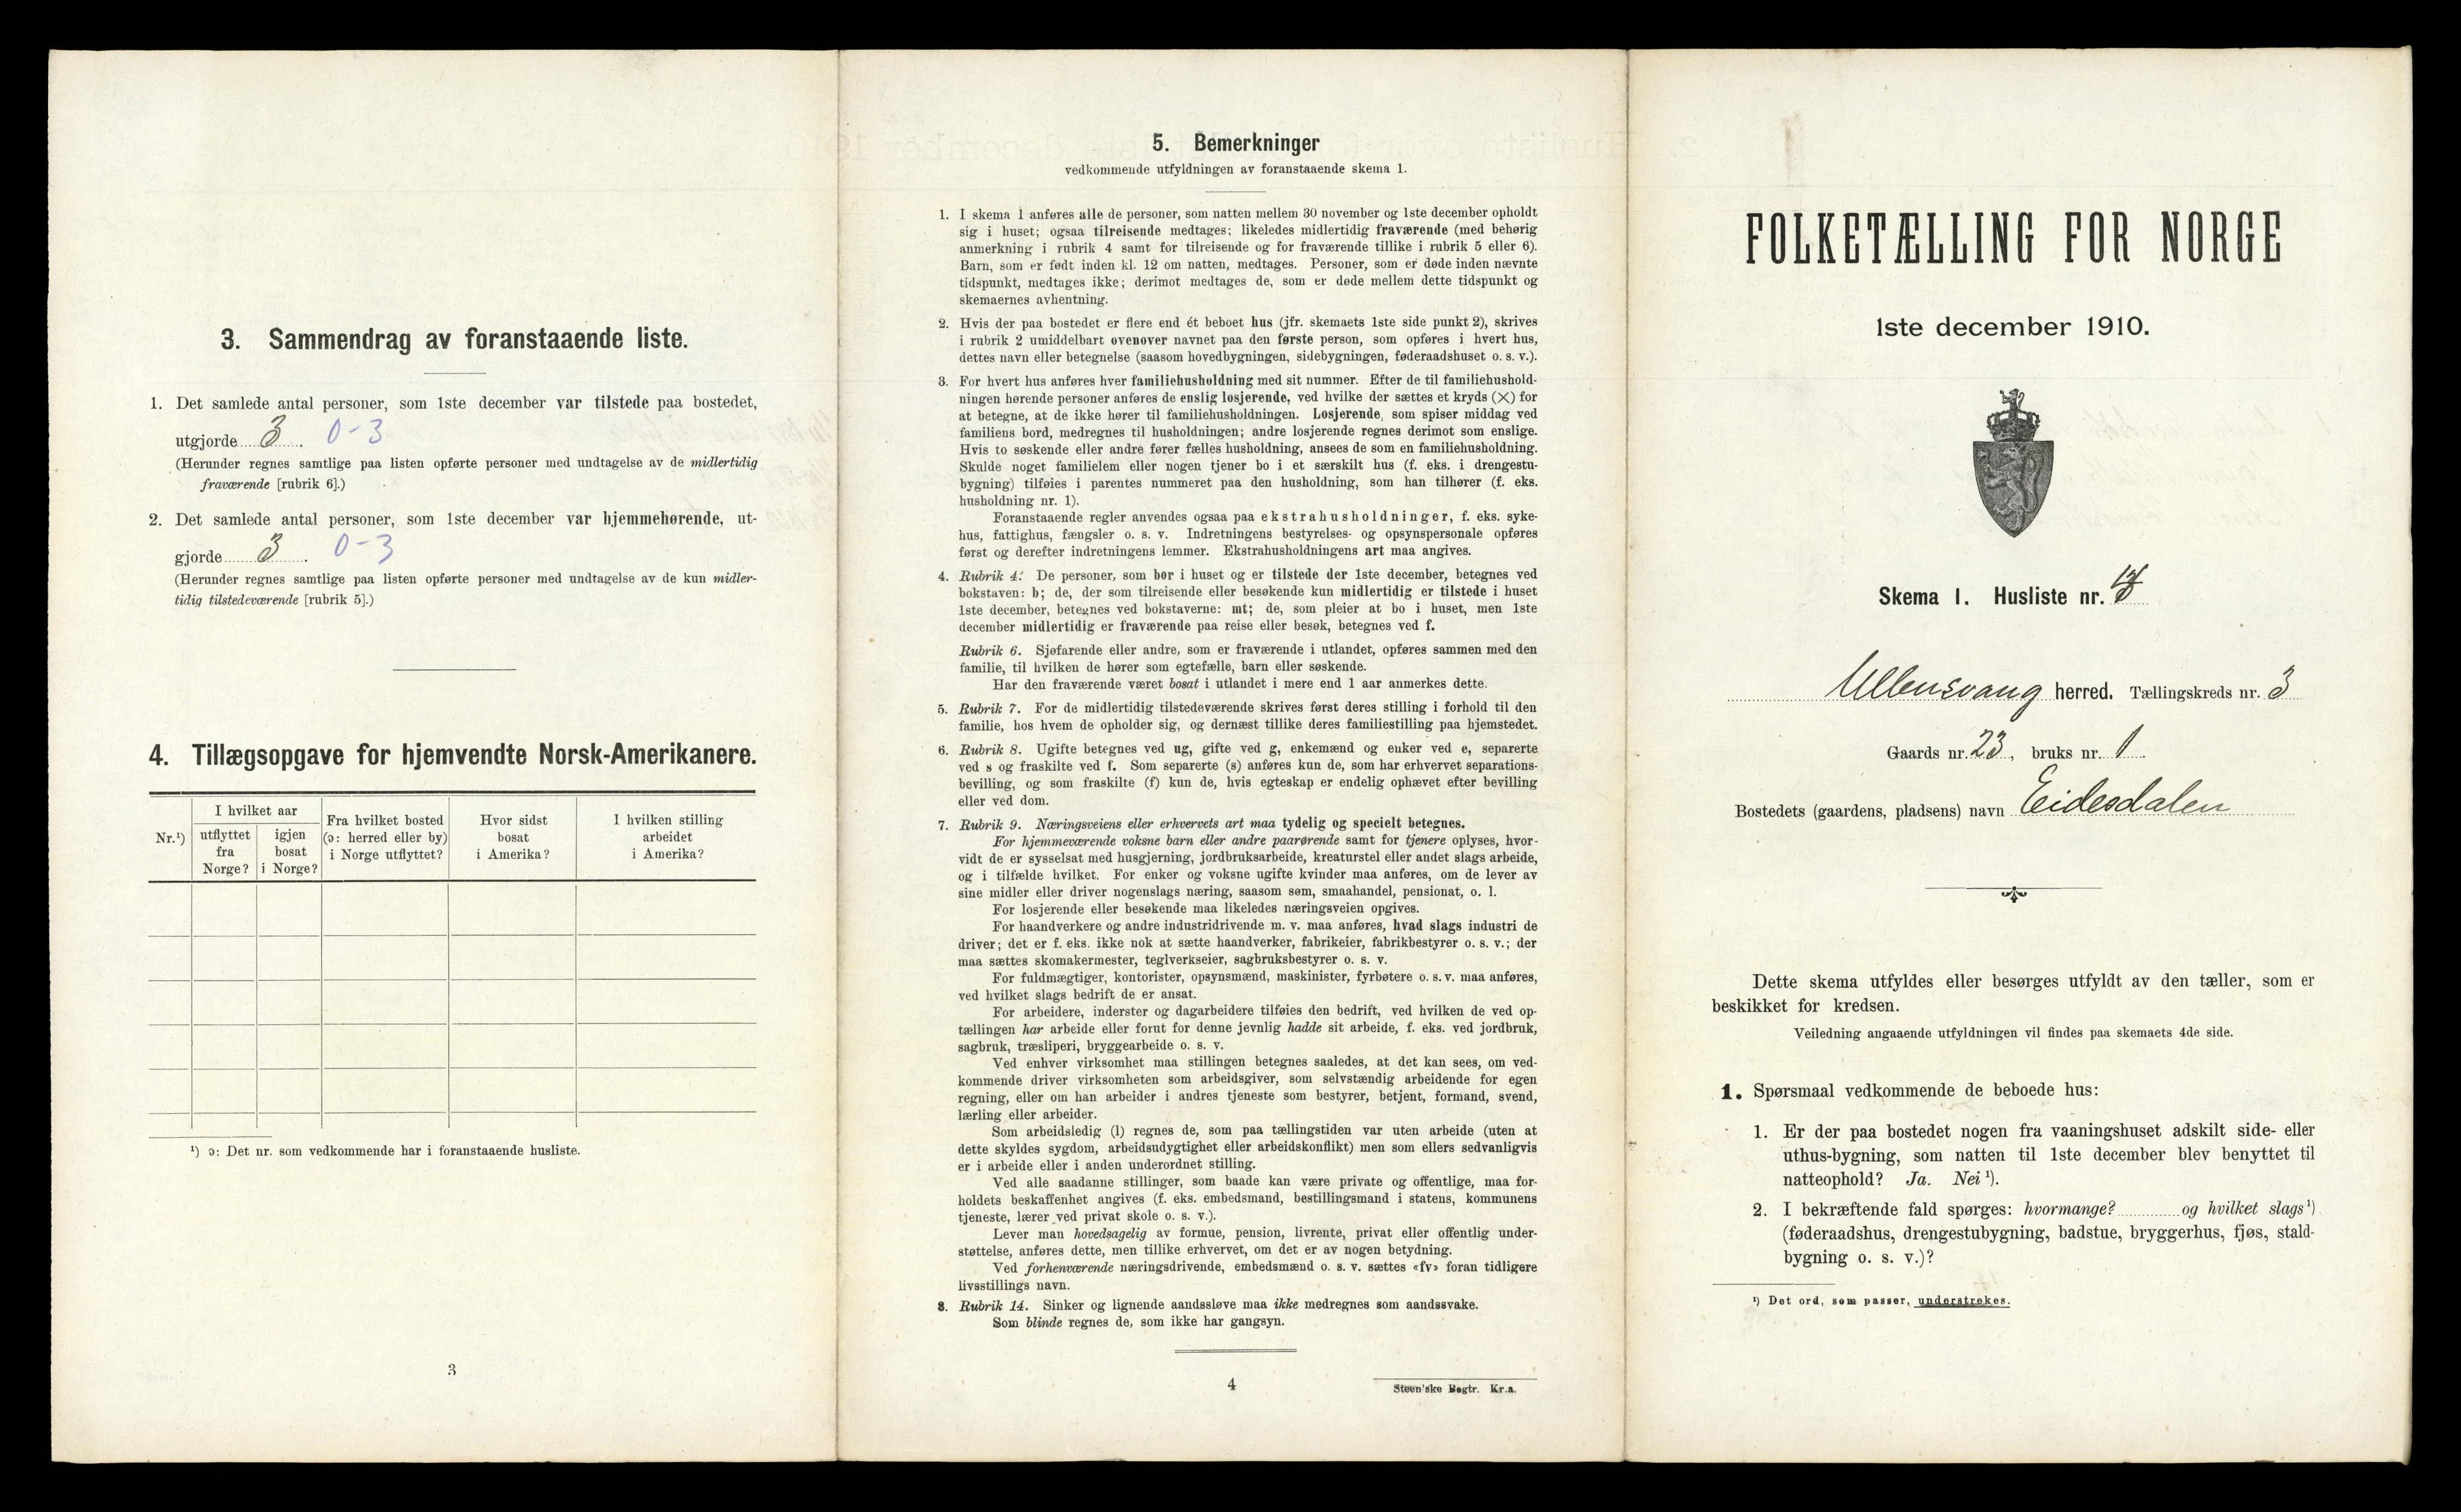 3. Sammendrag av foranstaaende liste.
1. Det samlede antal personer, som 1ste december var tilstede paa bostedet,
utgjorde 3 . 0-3
(Herunder regnes samtlige paa listen opførte personer med undtagelse av de midlertidig
fraværende [rubrik 6].)
2. Det samlede antal personer, som 1ste december var hjemmehørende, ut-
gjorde 3 . 0-3
(Herunder regnes samtlige paa listen opførte personer med undtagelse av de kun midler-
tidig tilstedeværende [rubrik 5].)
4. Tillægsopgave for hjemvendte Norsk-Amerikanere.
Nr.¹)
I hvilket aar
utflyttet
fra
Norge?
igjen
bosat
i Norge?
Fra hvilket bosted
(ɔ: herred eller by)
i Norge utflyttet?
Hvor sidst
bosat
i Amerika?
I hvilken stilling
arbeidet
i Amerika?
¹) ɔ: Det nr. som vedkommende har i foranstaaende husliste.
3
5. Bemerkninger
vedkommende utfyldningen av foranstaaende skema 1.
1. I skema 1 anføres alle de personer, som natten mellem 30 november og 1ste december opholdt
sig i huset; ogsaa tilreisende medtages; likeledes midlertidig fraværende (med behørig
anmerkning i rubrik 4 samt for tilreisende og for fraværende tillike i rubrik 5 eller 6).
Barn, som er født inden kl. 12 om natten, medtages. Personer, som er døde inden nævnte
tidspunkt, medtages ikke; derimot medtages de, som er døde mellem dette tidspunkt og
skemaernes avhentning.
2. Hvis der paa bostedet er flere end ét beboet hus (jfr. skemaets 1ste side punkt 2), skrives
i rubrik 2 umiddelbart ovenover navnet paa den første person, som opføres i hvert hus,
dettes navn eller betegnelse (saasom hovedbygningen, sidebygningen, føderaadshuset o. s. v.).
3. For hvert hus anføres hver familiehusholdning med sit nummer. Efter de til familiehushold-
ningen hørende personer anføres de enslig losjerende, ved hvilke der sættes et kryds (×) for
at betegne, at de ikke hører til familiehusholdningen. Losjerende, som spiser middag ved
familiens bord, medregnes til husholdningen; andre losjerende regnes derimot som enslige.
Hvis to søskende eller andre fører fælles husholdning, ansees de som en familiehusholdning.
Skulde noget familielem eller nogen tjener bo i et særskilt hus (f. eks. i drengestu-
bygning) tilføies i parentes nummeret paa den husholdning, som han tilhører (f. eks.
husholdning nr. 1).
Foranstaaende regler anvendes ogsaa paa ekstrahusholdninger, f. eks. syke-
hus, fattighus, fængsler o. s. v. Indretningens bestyrelses- og opsynspersonale opføres
først og derefter indretningens lemmer. Ekstrahusholdningens art maa angives.
4. Rubrik 4. De personer, som bor i huset og er tilstede der 1ste december, betegnes ved
bokstaven: b; de, der som tilreisende eller besøkende kun midlertidig er tilstede i huset
1ste december, betegnes ved bokstaverne: mt; de, som pleier at bo i huset, men 1ste
december midlertidig er fraværende paa reise eller besøk, betegnes ved f.
Rubrik 6. Sjøfarende eller andre, som er fraværende i utlandet, opføres sammen med den
familie, til hvilken de hører som egtefælle, barn eller søskende.
Har den fraværende været bosat i utlandet i mere end 1 aar anmerkes dette.
5. Rubrik 7. For de midlertidig tilstedeværende skrives først deres stilling i forhold til den
familie, hos hvem de opholder sig, og dernæst tillike deres familiestilling paa hjemstedet.
6. Rubrik 8. Ugifte betegnes ved ug, gifte ved g, enkemænd og enker ved e, separerte
ved s og fraskilte ved f. Som separerte (s) anføres kun de, som har erhvervet separations-
bevilling, og som fraskilte (f) kun de, hvis egteskap er endelig ophævet efter bevilling
eller ved dom.
7. Rubrik 9. Næringsveiens eller erhvervets art maa tydelig og specielt betegnes.
For hjemmeværende voksne barn eller andre paarørende samt for tjenere oplyses, hvor-
vidt de er sysselsat med husgjerning, jordbruksarbeide, kreaturstel eller andet slags arbeide,
og i tilfælde hvilket. For enker og voksne ugifte kvinder maa anføres, om de lever av
sine midler eller driver nogenslags næring, saasom søm, smaahandel, pensionat, o. l.
For losjerende eller besøkende maa likeledes næringsveien opgives.
For haandverkere og andre industridrivende m. v. maa anføres, hvad slags industri de
driver; det er f. eks. ikke nok at sætte haandverker, fabrikeier, fabrikbestyrer o. s. v.; der
maa sættes skomakermester, teglverkseier, sagbruksbestyrer o. s. v.
For fuldmægtiger, kontorister, opsynsmænd, maskinister, fyrbøtere o. s. v. maa anføres,
ved hvilket slags bedrift de er ansat.
For arbeidere, inderster og dagarbeidere tilføies den bedrift, ved hvilken de ved op-
tællingen har arbeide eller forut for denne jevnlig hadde sit arbeide, f. eks. ved jordbruk,
sagbruk, træsliperi, bryggearbeide o. s. v.
Ved enhver virksomhet maa stillingen betegnes saaledes, at det kan sees, om ved-
kommende driver virksomheten som arbeidsgiver, som selvstændig arbeidende for egen
regning, eller om han arbeider i andres tjeneste som bestyrer, betjent, formand, svend,
lærling eller arbeider.
Som arbeidsledig (l) regnes de, som paa tællingstiden var uten arbeide (uten at
dette skyldes sygdom, arbeidsudygtighet eller arbeidskonflikt) men som ellers sedvanligvis
er i arbeide eller i anden underordnet stilling.
Ved alle saadanne stillinger, som baade kan være private og offentlige, maa for-
holdets beskaffenhet angives (f. eks. embedsmand, bestillingsmand i statens, kommunens
tjeneste, lærer ved privat skole o. s. v.).
Lever man hovedsagelig av formue, pension, livrente, privat eller offentlig under-
støttelse, anføres dette, men tillike erhvervet, om det er av nogen betydning.
Ved forhenværende næringsdrivende, embedsmænd o. s. v. sættes «fv» foran tidligere
livsstillings navn.
8. Rubrik 14. Sinker og lignende aandssløve maa ikke medregnes som aandssvake.
Som blinde regnes de, som ikke har gangsyn.
4
Steen'ske Bogtr. Kr.a.
FOLKETÆLLING FOR NORGE
1ste december 1910.
Skema 1. Husliste nr.
Ullensvang herred. Tællingskreds nr. 3
Gaards nr. 23, bruks nr. 1.
Bostedets (gaardens, pladsens) navn Eidesdalen
Dette skema utfyldes eller besørges utfyldt av den tæller, som er
beskikket for kredsen.
Veiledning angaaende utfyldningen vil findes paa skemaets 4de side.
1. Spørsmaal vedkommende de beboede hus:
1. Er der paa bostedet nogen fra vaaningshuset adskilt side- eller
uthus-bygning, som natten til 1ste december blev benyttet til
natteophold? Ja. Nei ¹).
2. I bekræftende fald spørges: hvormange? og hvilket slags ¹)
(føderaadshus, drengestubygning, badstue, bryggerhus, fjøs, stald-
bygning o. s. v.)?
¹) Det ord, som passer, understrekes.